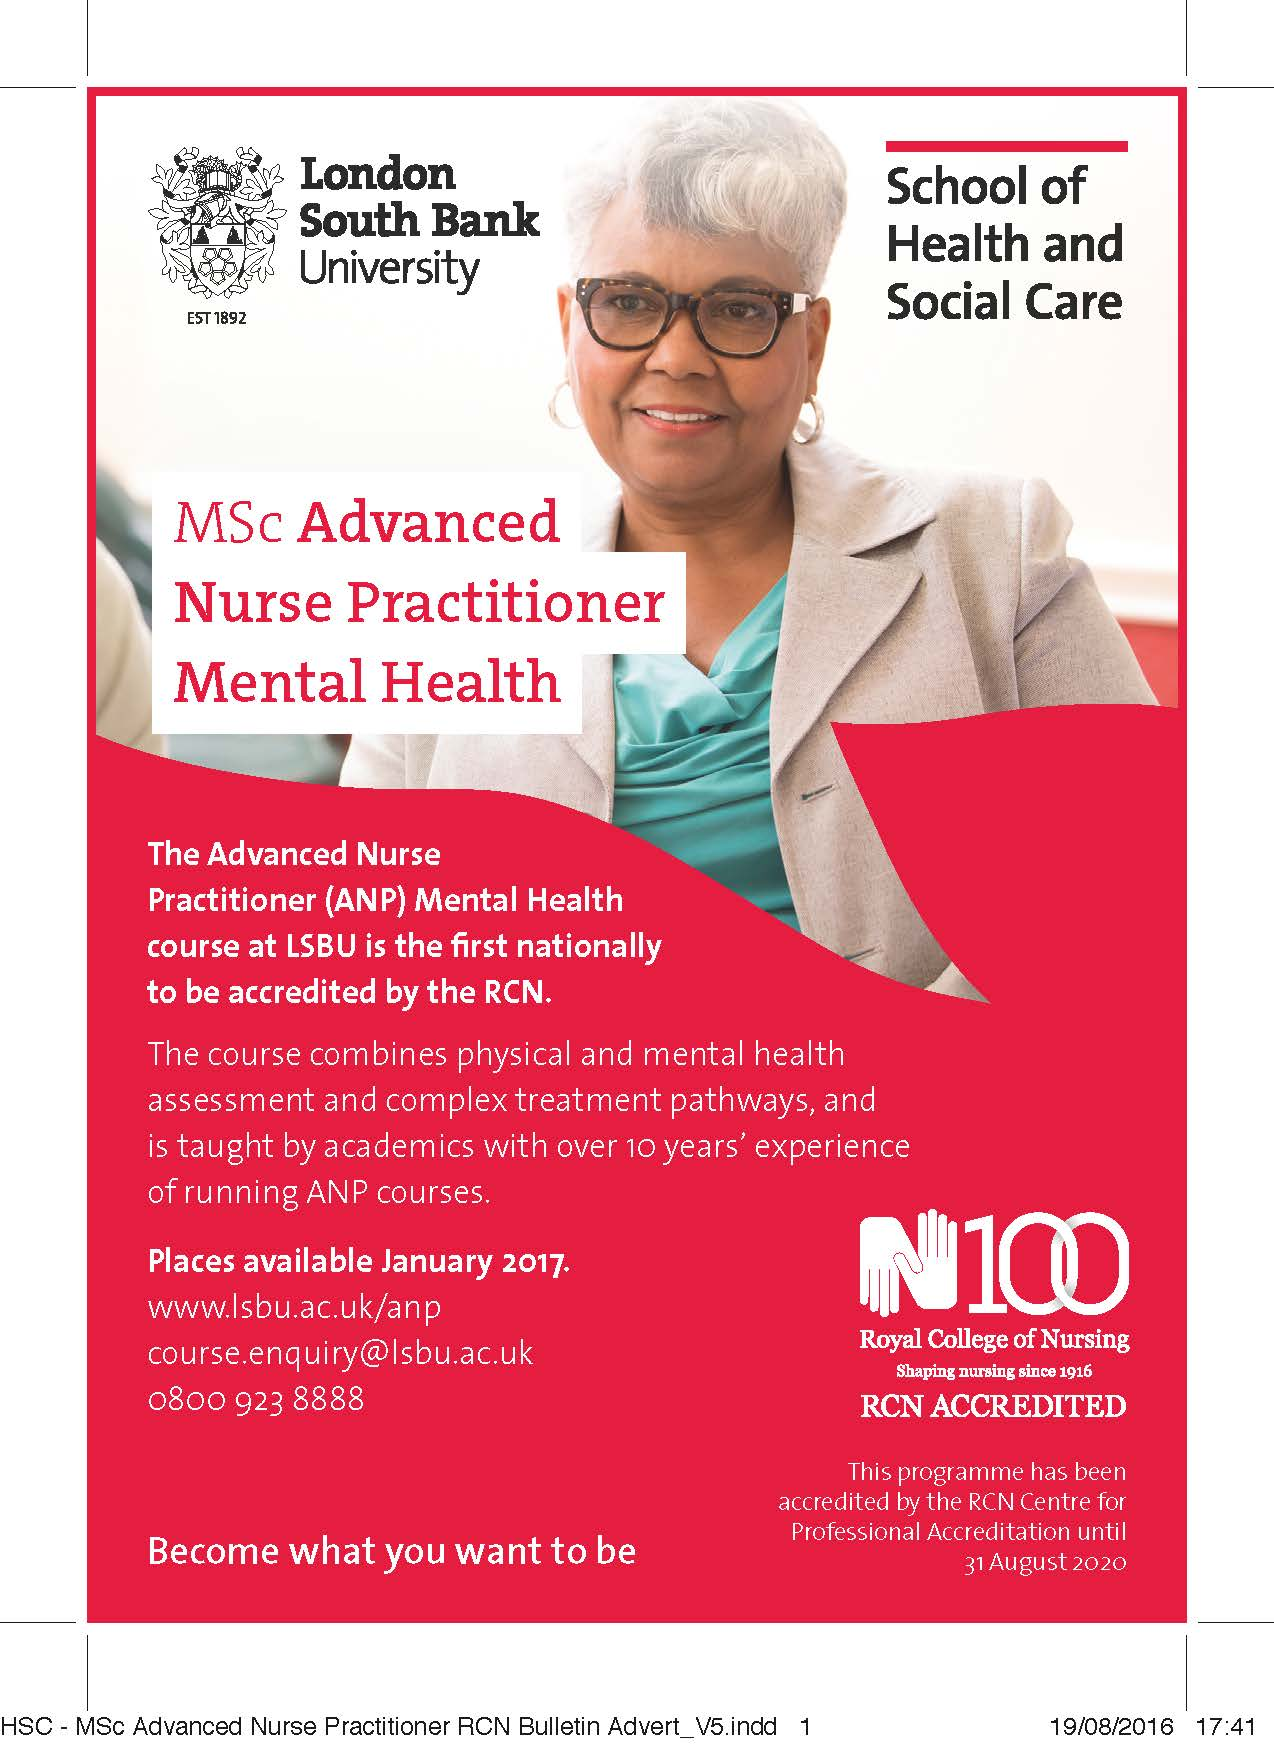 London
South Bank
University
EST 1892
School of
Health and
Social Care
MSc Advanced
Nurse Practitioner
Mental Health
The Advanced Nurse
Practitioner (ANP) Mental Health
course at LSBU is the first nationally
to be accredited by the RCN.
The course combines physical and mental health
assessment and complex treatment pathways, and
is taught by academics with over 10 years’ experience
of running ANP courses.
Places available January 2017.
www.lsbu.ac.uk/anp
course.enquiry@lsbu.ac.uk
0800 923 8888
N100
Royal College of Nursing
Shaping nursing since 1916
RCN ACCREDITED
This programme has been
accredited by the RCN Centre for
Professional Accreditation until
31 August 2020
Become what you want to be
HSC - MSc Advanced Nurse Practitioner RCN Bulletin Advert_V5.indd 1 19/08/2016 17:41